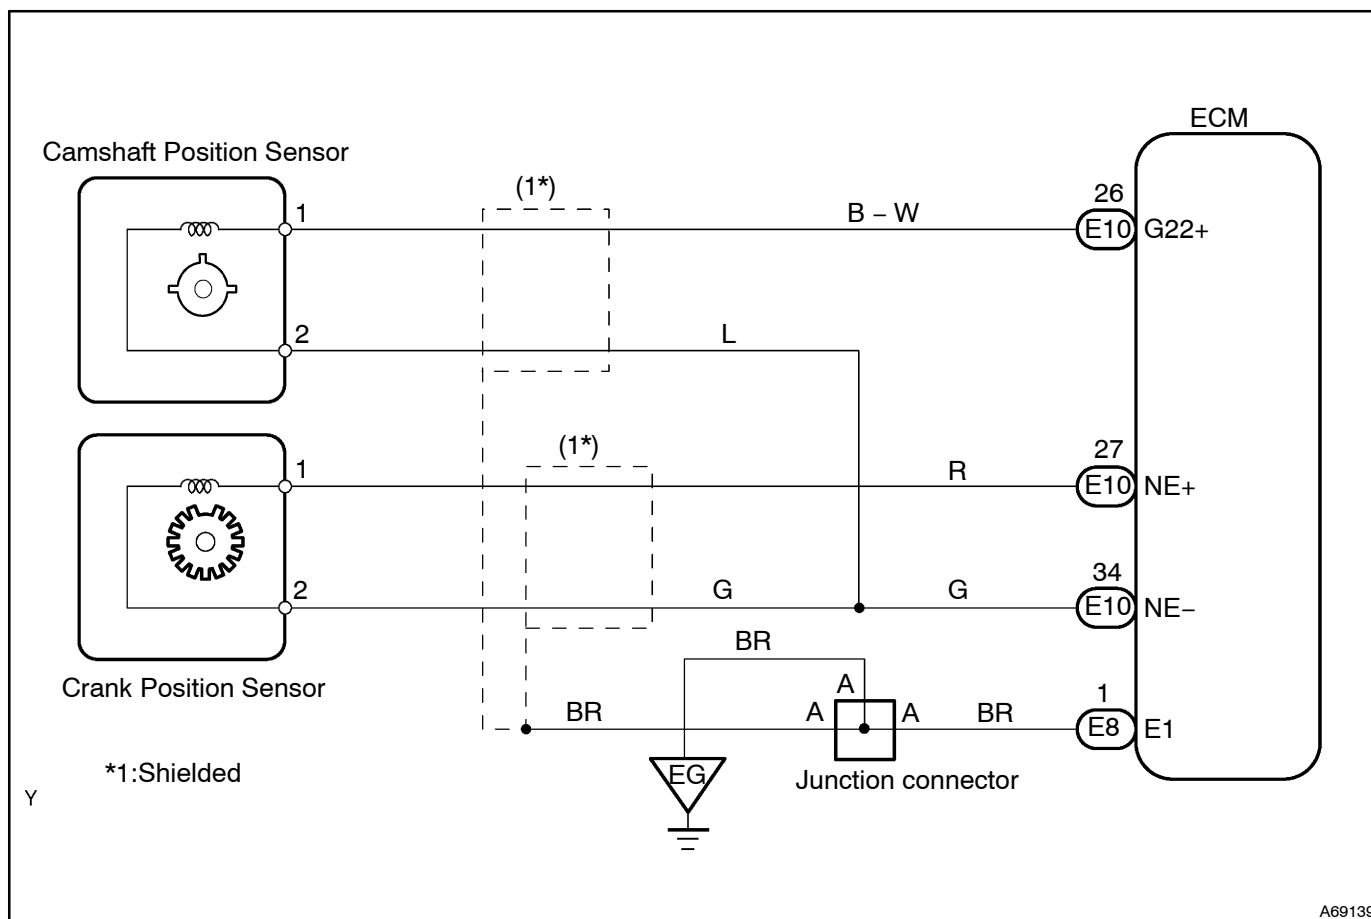 ECM
Camshaft Position Sensor
(1*)
1
B – W
26
E10
G22+
2
L
(1*)
1
R
27
E10
NE+
2
G
G
34
E10
NE−
BR
Crank Position Sensor
A
BR
A
A
BR
1
E8
E1
EG
Junction connector
*1:Shielded
Y
A69139